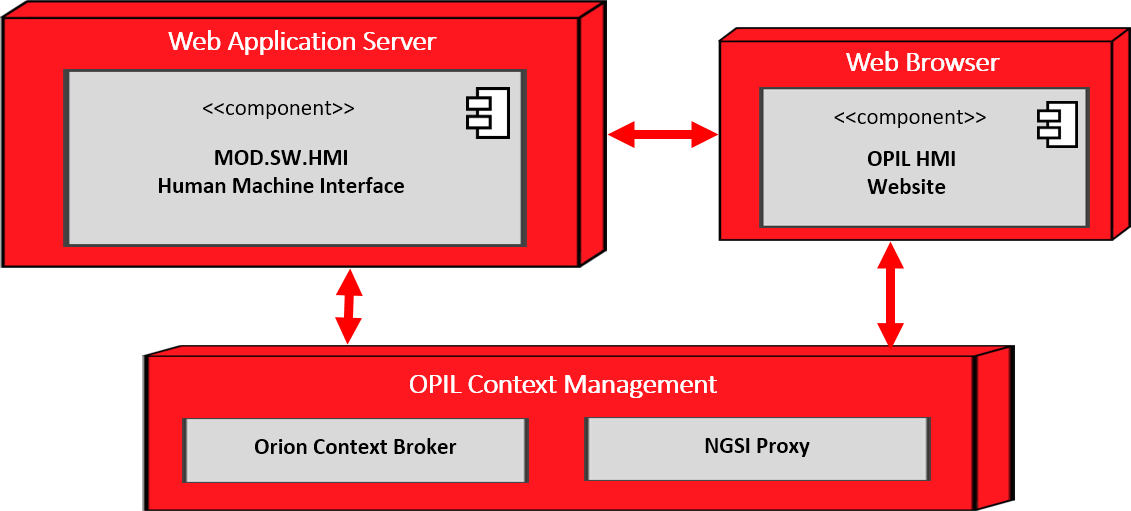 Web Application Server
<<component>>
MOD.SW.HMI
Human Machine Interface
Web Browser
<<component>>
OPIL HMI
Website
OPIL Context Management
Orion Context Broker
NGSI Proxy